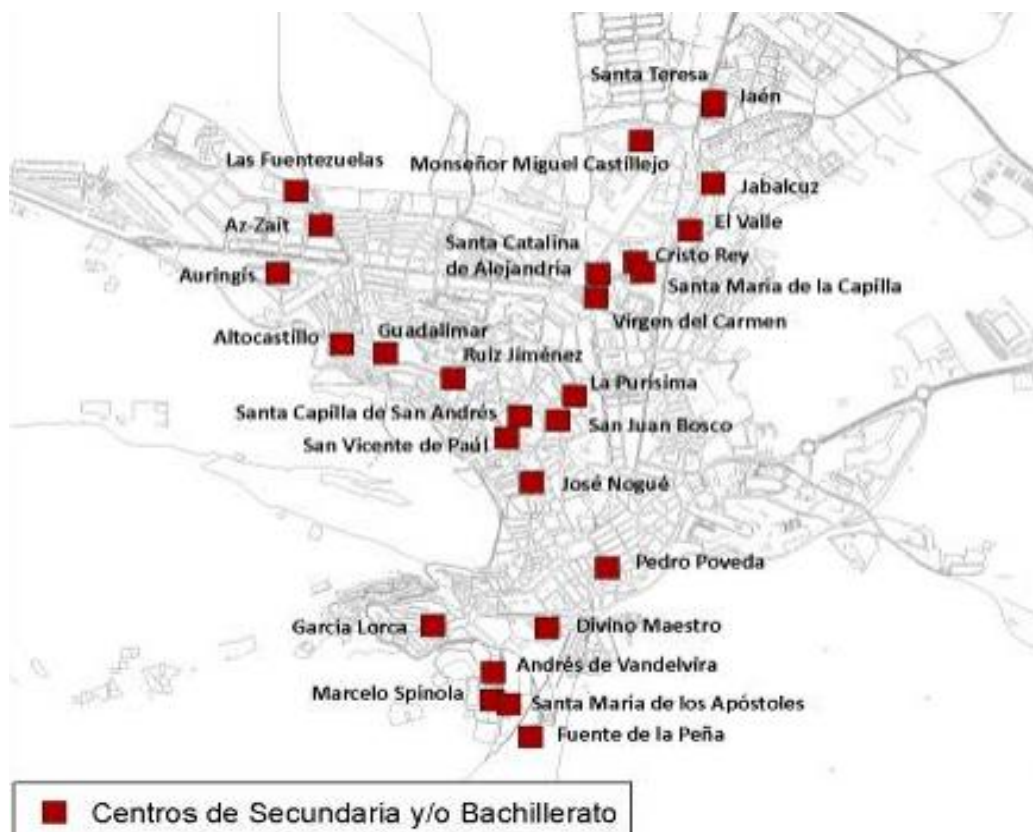 Santa Teresa
Jaén
Monseñor Miguel Castillejo
Las Fuentezuelas
Jabalcuz
Az-Zait
El Valle
Santa Catalina
de Alejandría
Cristo Rey
Auringis
Santa María de la Capilla
Virgen del Carmen
Altocastillo
Guadalimar
Ruiz Jiménez
La Purísima
Santa Capilla de San Andrés
San Juan Bosco
San Vicente de Paúl
José Nogué
Pedro Poveda
García Lorca
Divino Maestro
Andrés de Vandelvira
Marcelo Spínola
Santa María de los Apóstoles
Fuente de la Peña
Centros de Secundaria y/o Bachillerato